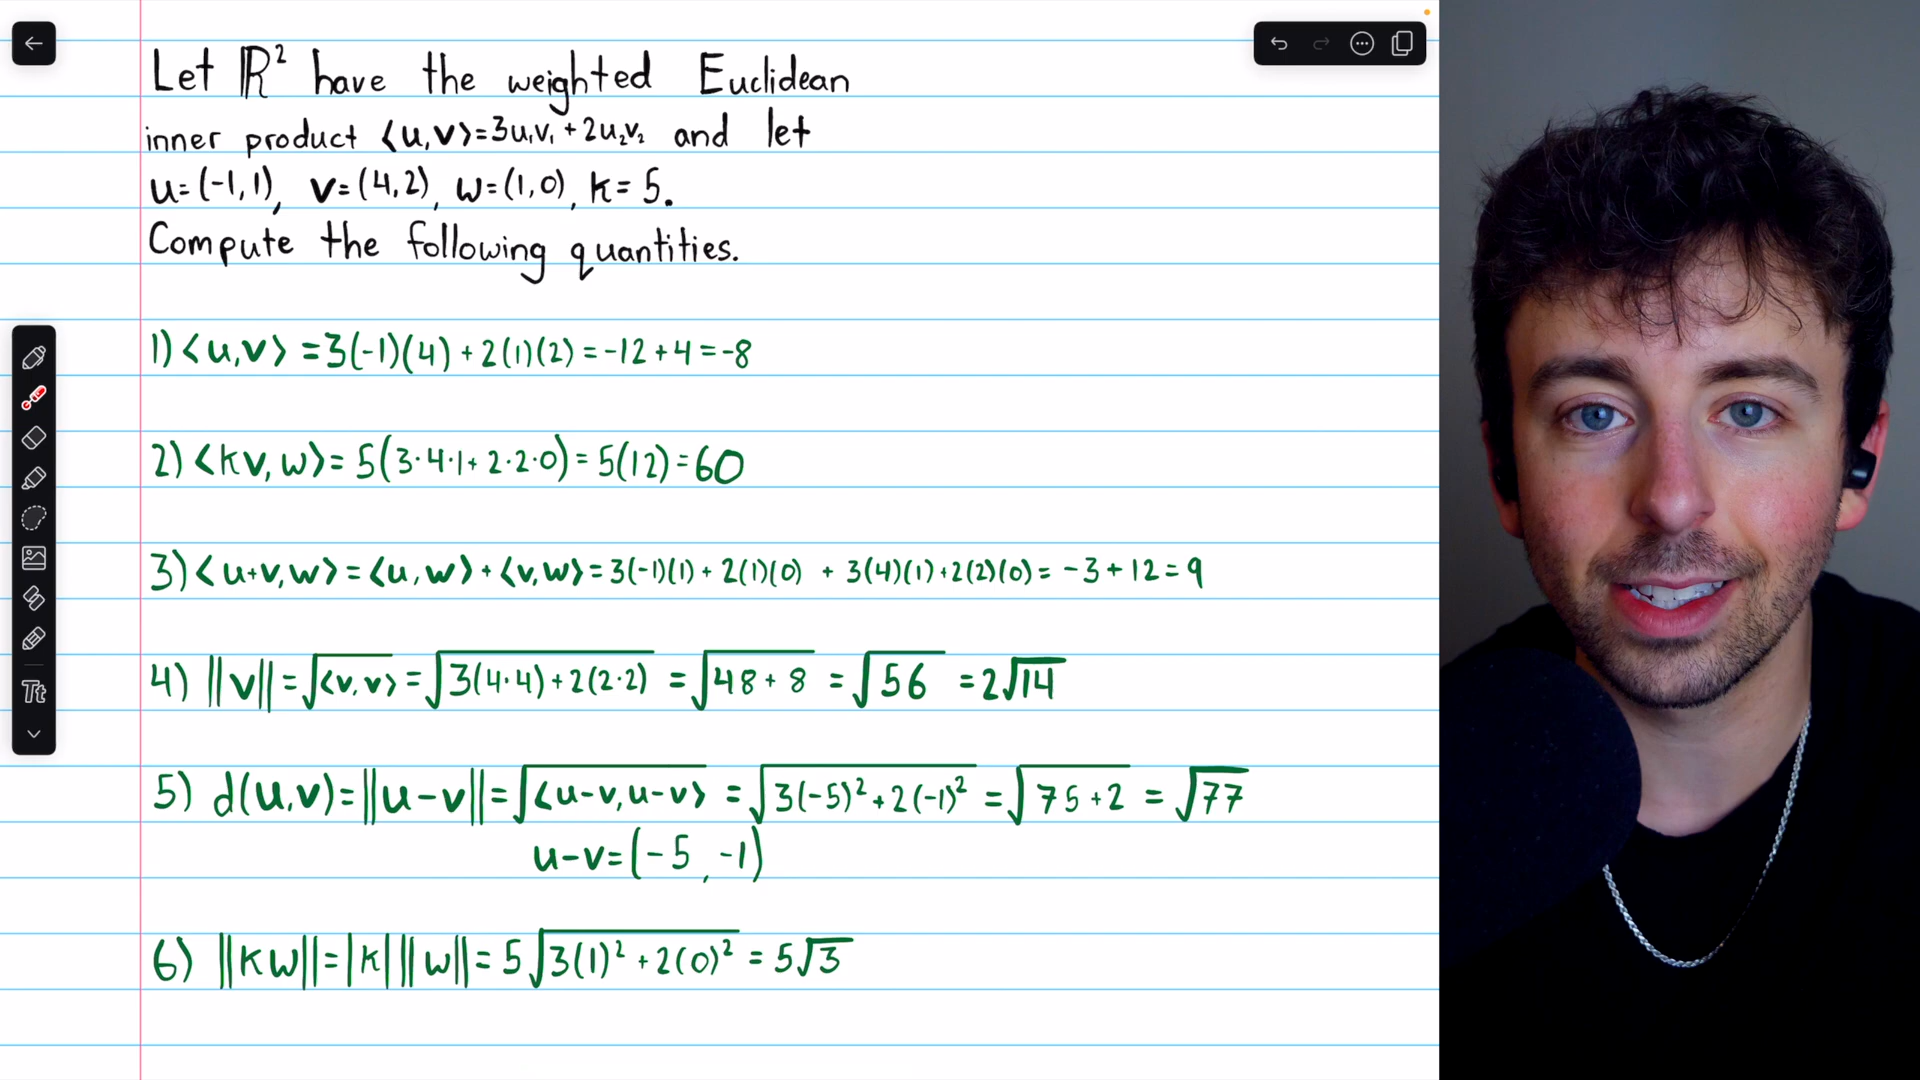 Let ℝ² have the weighted Euclidean
inner product ⟨u,v⟩=3u₁v₁+2u₂v₂ and let
u=(-1,1), v=(4,2), w=(1,0), k=5.
Compute the following quantities.
1) ⟨u,v⟩ = 3(-1)(4) + 2(1)(2) = -12 + 4 = -8
2) ⟨kv,w⟩ = 5(3·4·1 + 2·2·0) = 5(12) = 60
3) ⟨u+v,w⟩ = ⟨u,w⟩ + ⟨v,w⟩ = 3(-1)(1) + 2(1)(0) + 3(4)(1) + 2(2)(0) = -3 + 12 = 9
4) ||v|| = √⟨v,v⟩ = √(3(4·4) + 2(2·2)) = √(48 + 8) = √56 = 2√14
5) d(u,v) = ||u-v|| = √⟨u-v,u-v⟩ = √(3(-5)² + 2(-1)²) = √(75 + 2) = √77
u-v=(-5,-1)
6) ||kw|| = |k| ||w|| = 5√(3(1)² + 2(0)²) = 5√3
Tt